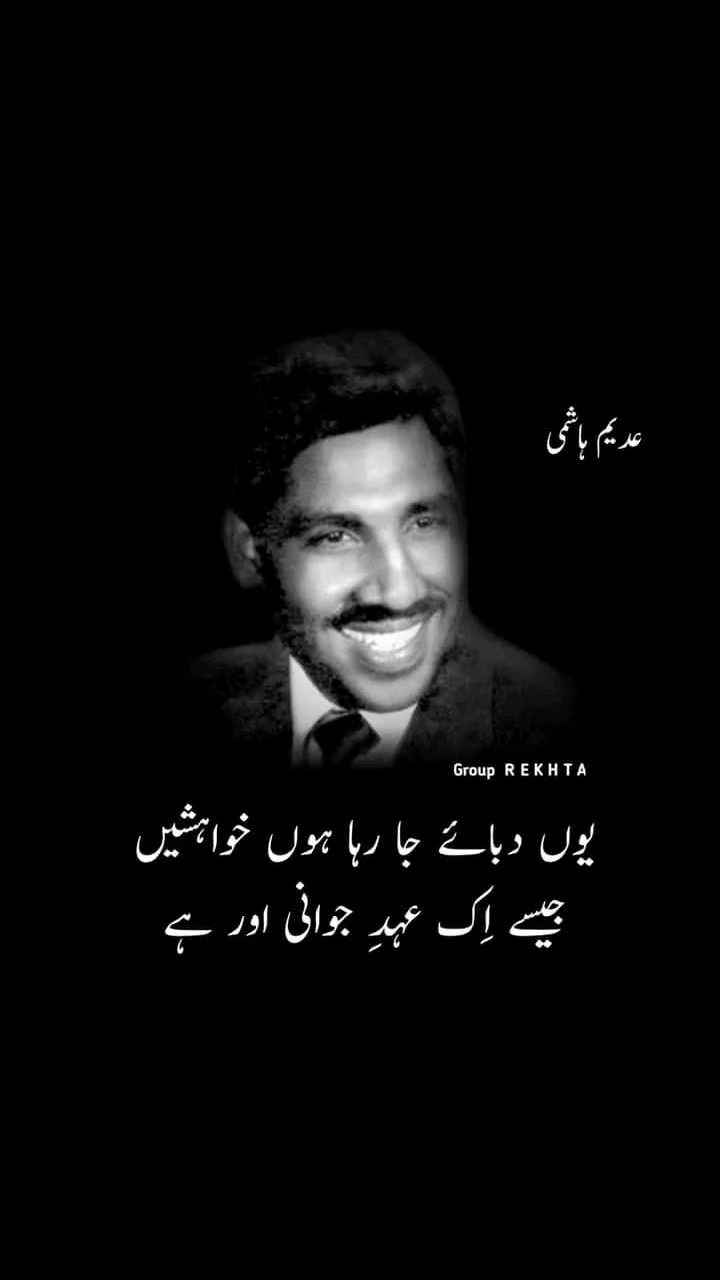 عدیم ہاشمی
Group REKHTA
یوں دبائے جا رہا ہوں خواہشیں
جیسے اِک عہدِ جوانی اور ہے